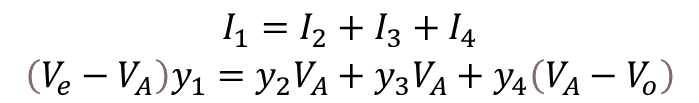 I₁ = I₂ + I₃ + I₄
(Vₑ − V_A)y₁ = y₂V_A + y₃V_A + y₄(V_A − Vₒ)